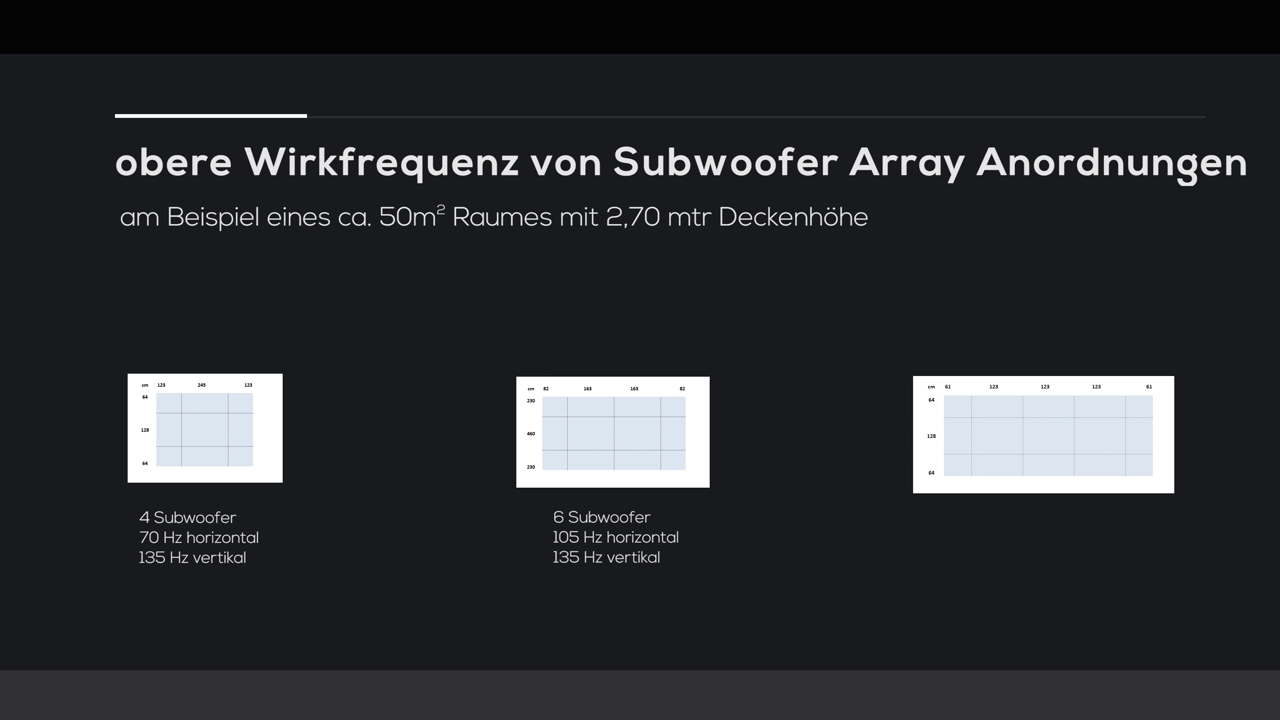 obere Wirkfrequenz von Subwoofer Array Anordnungen
am Beispiel eines ca. 50m² Raumes mit 2,70 mtr Deckenhöhe
cm 123 245 123
64
128
64
4 Subwoofer
70 Hz horizontal
135 Hz vertikal
cm 82 163 163 82
230
460
230
6 Subwoofer
105 Hz horizontal
135 Hz vertikal
cm 61 123 123 123 61
64
128
64